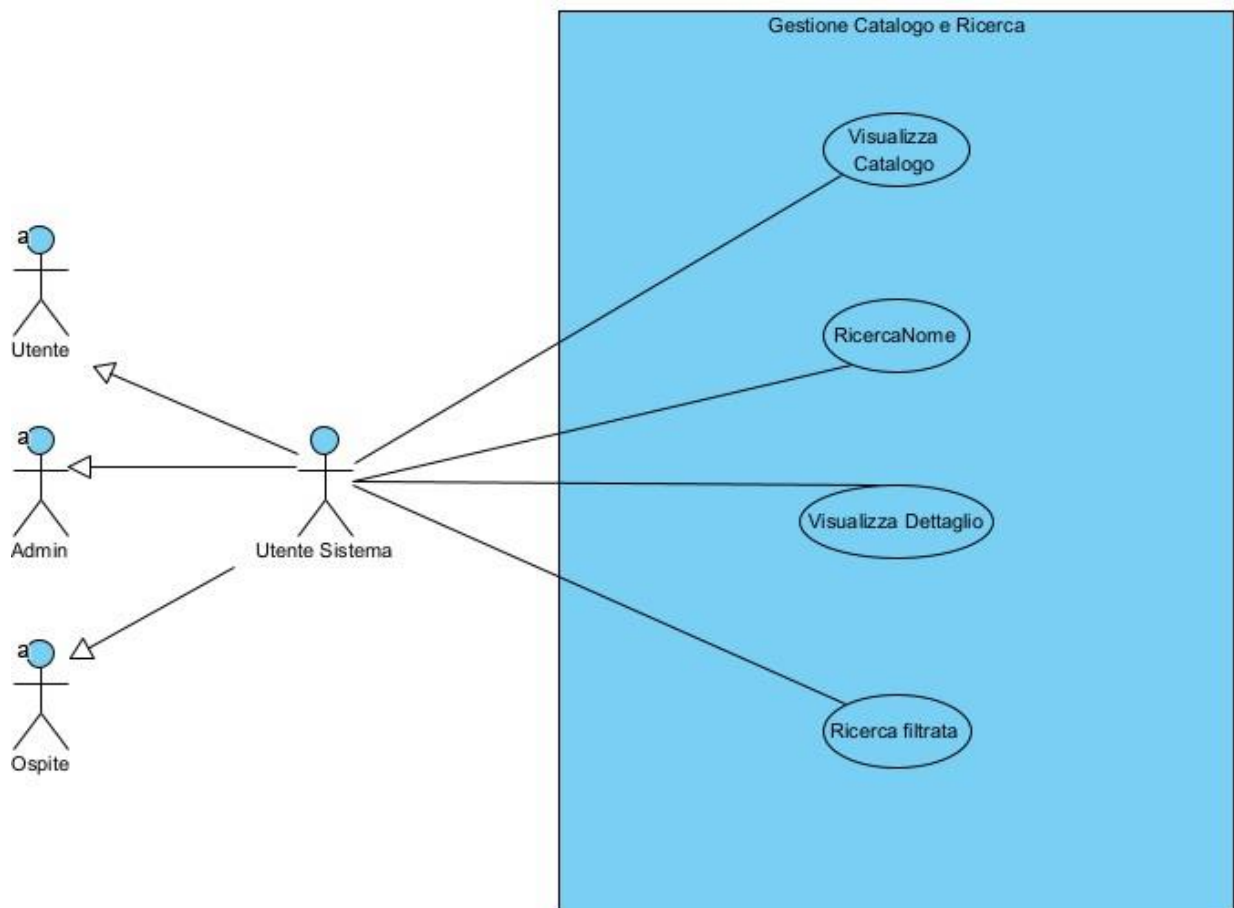 Gestione Catalogo e Ricerca
Visualizza
Catalogo
a
Utente
RicercaNome
a
Admin
Utente Sistema
Visualizza Dettaglio
a
Ospite
Ricerca filtrata